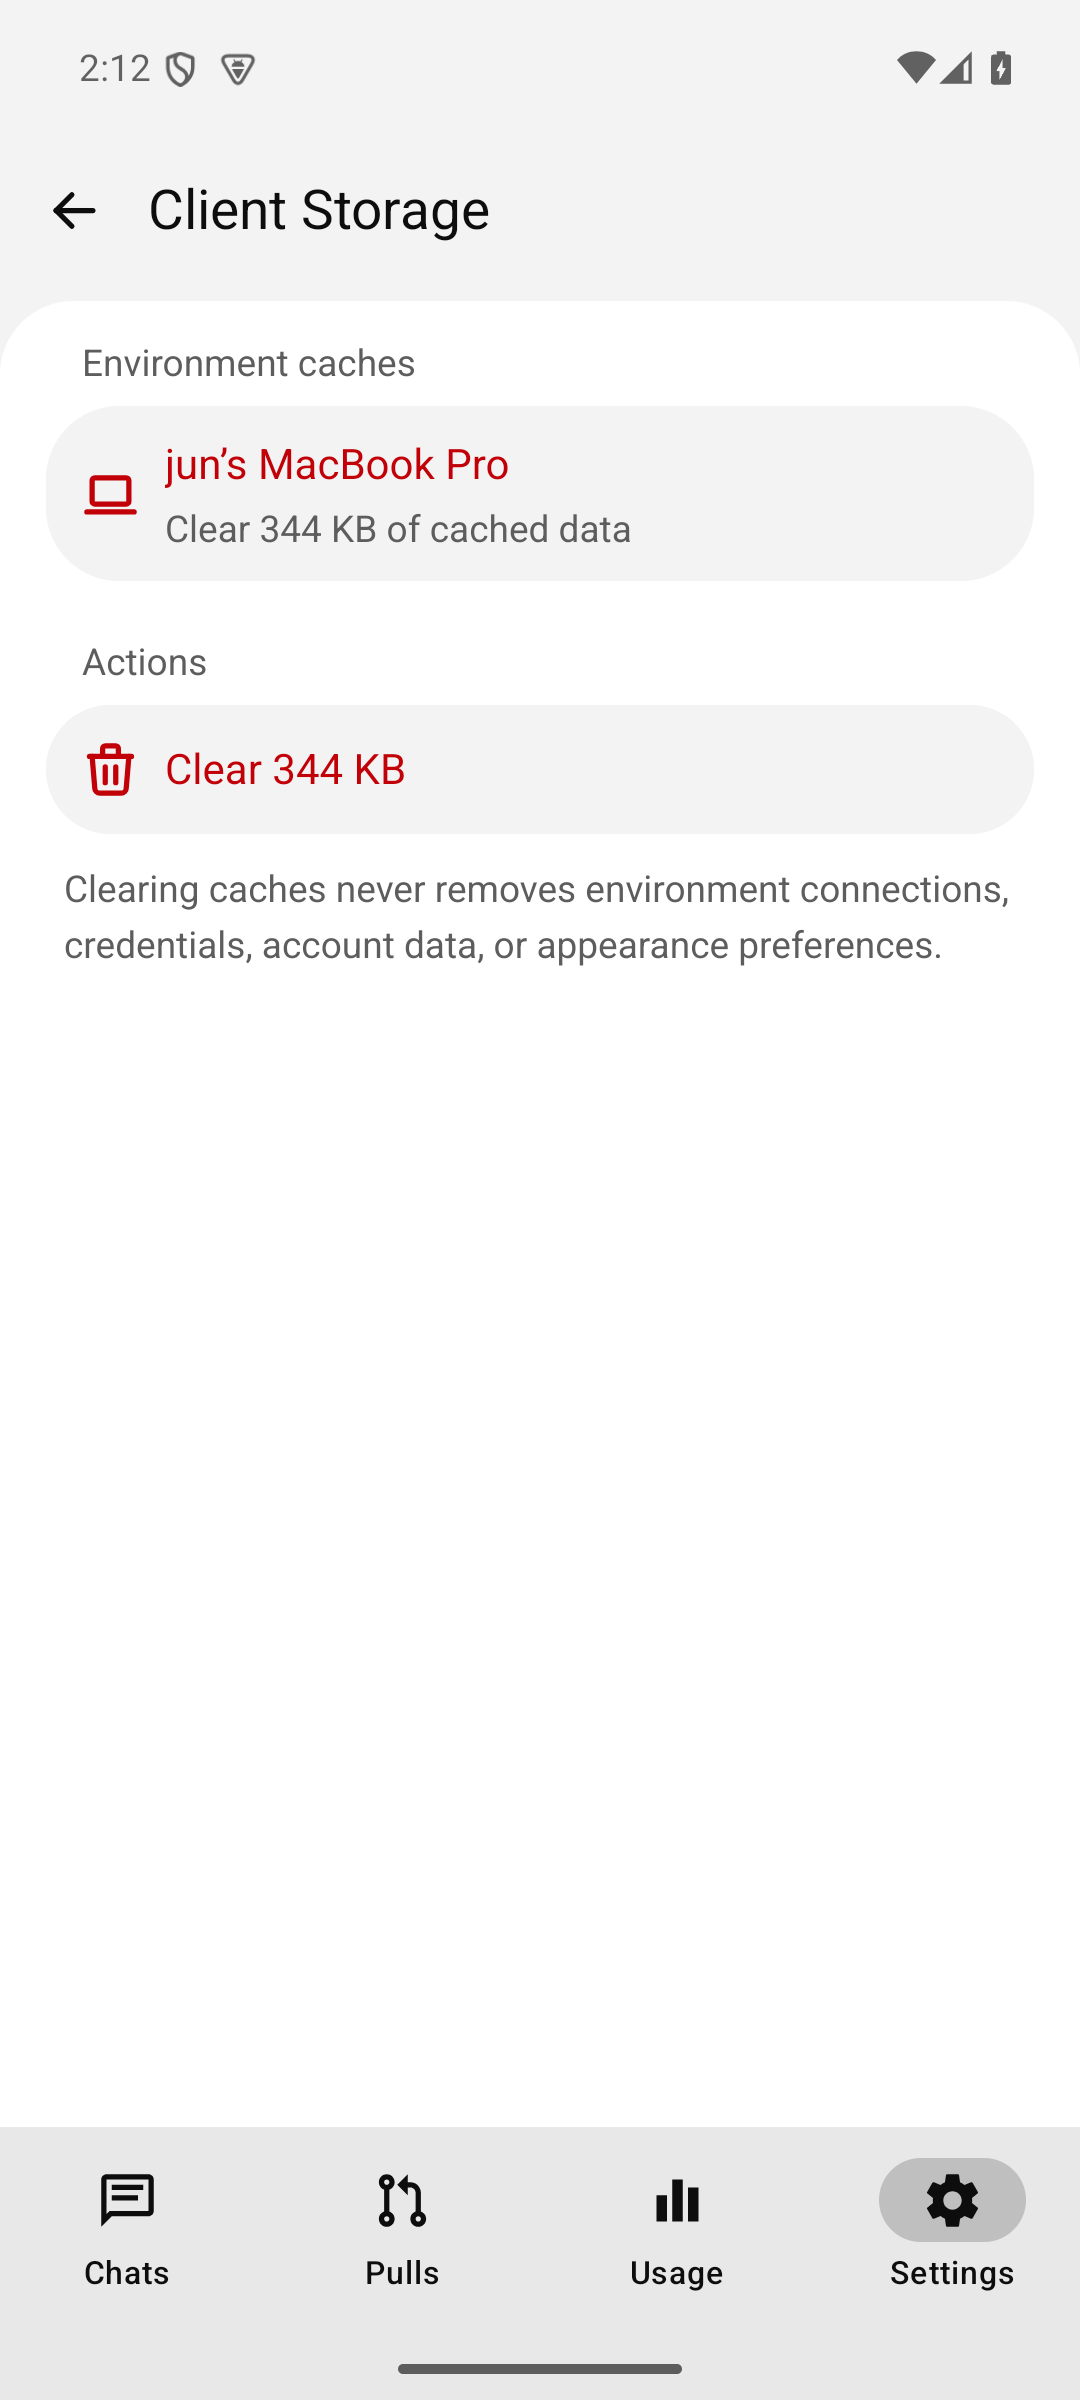 2:12
Client Storage
Environment caches
jun’s MacBook Pro
Clear 344 KB of cached data
Actions
Clear 344 KB
Clearing caches never removes environment connections,
credentials, account data, or appearance preferences.
Chats
Pulls
Usage
Settings